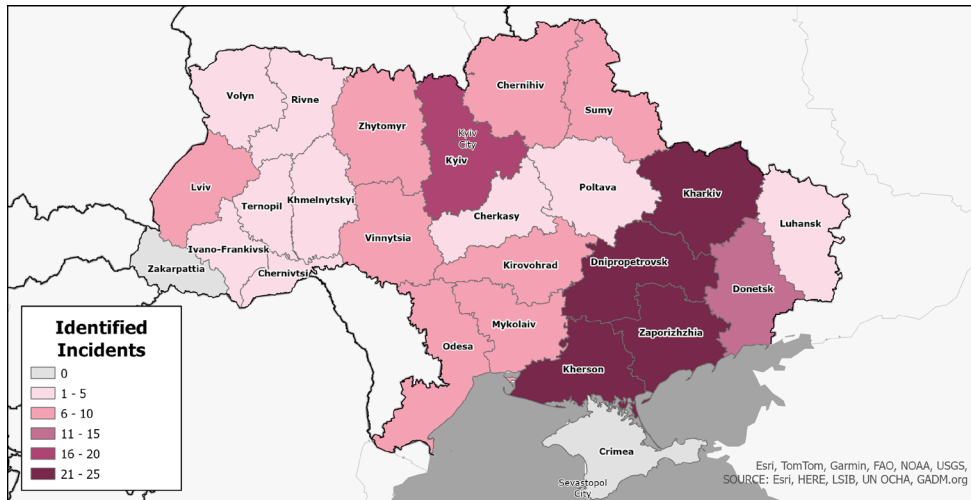 Volyn
Rivne
Zhytomyr
Chernihiv
Sumy
Kyiv
City
Kyiv
Lviv
Ternopil
Khmelnytskyi
Cherkasy
Poltava
Kharkiv
Luhansk
Ivano-Frankivsk
Vinnytsia
Zakarpattia
Chernivtsi
Kirovohrad
Dnipropetrovsk
Donetsk
Mykolaiv
Odesa
Zaporizhzhia
Kherson
Crimea
Sevastopol
City
Identified
Incidents
0
1 - 5
6 - 10
11 - 15
16 - 20
21 - 25
Esri, TomTom, Garmin, FAO, NOAA, USGS,
SOURCE: Esri, HERE, LSIB, UN OCHA, GADM.org